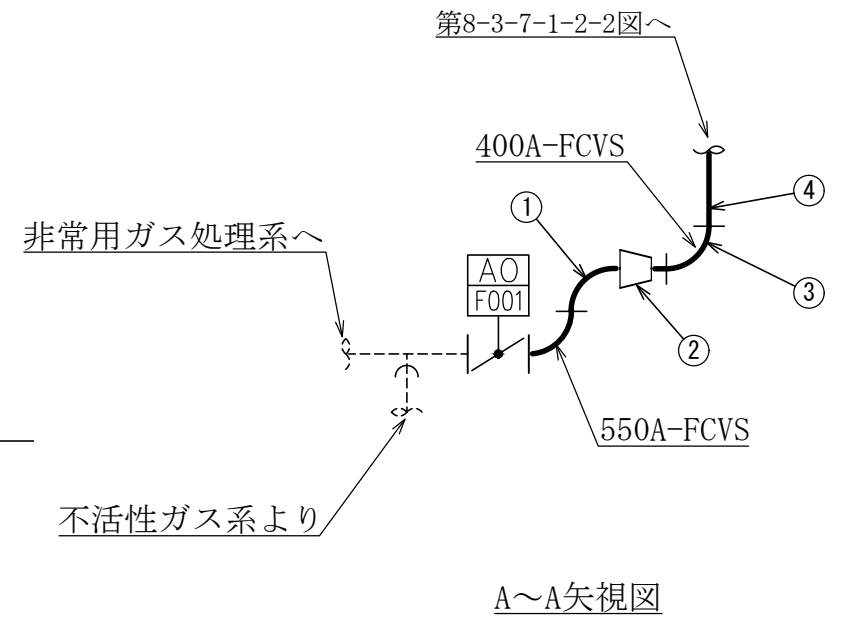 第8-3-7-1-2-2図へ
400A-FCVS
④
①
非常用ガス処理系へ
AO
F001
③
②
550A-FCVS
不活性ガス系より
A～A矢視図